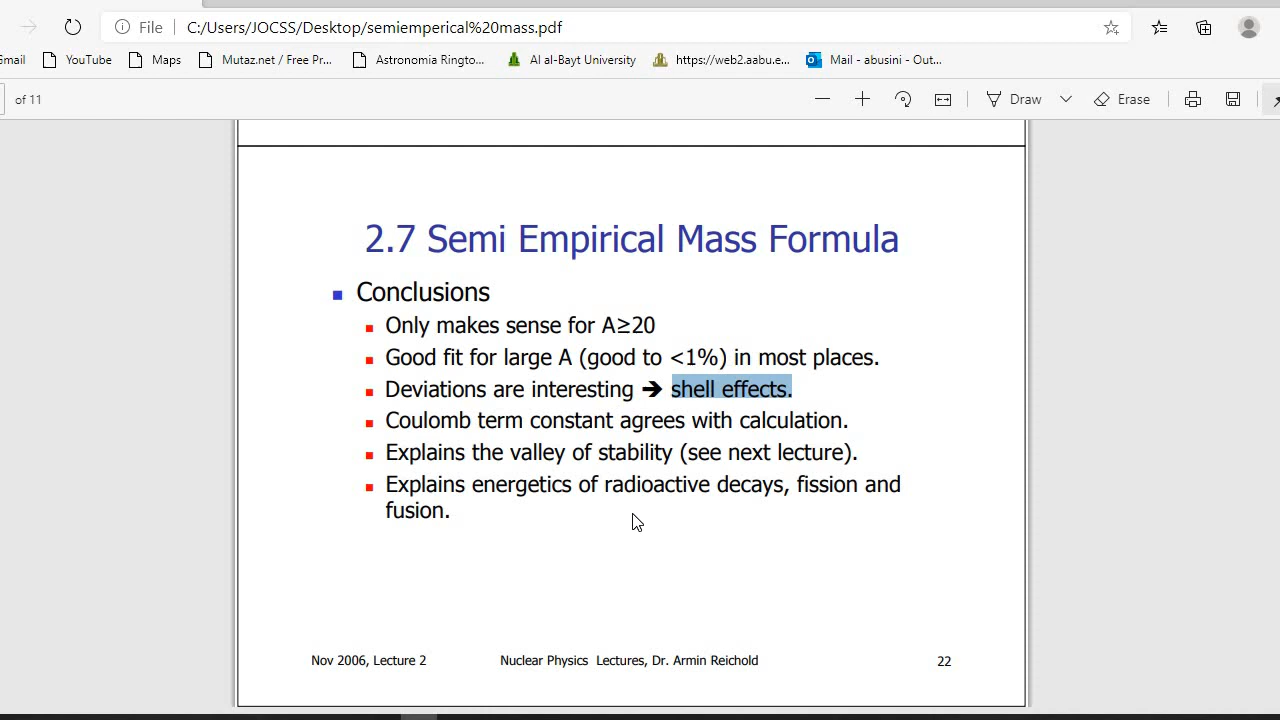 File C:/Users/JOCSS/Desktop/semiemperical%20mass.pdf
Gmail YouTube Maps Mutaz.net / Free Pr... Astronomia Ringto... Al al-Bayt University https://web2.aabu.e... Mail - abusini - Out...
of 11 Draw Erase
2.7 Semi Empirical Mass Formula
Conclusions
Only makes sense for A≥20
Good fit for large A (good to <1%) in most places.
Deviations are interesting ➔ shell effects.
Coulomb term constant agrees with calculation.
Explains the valley of stability (see next lecture).
Explains energetics of radioactive decays, fission and
fusion.
Nov 2006, Lecture 2 Nuclear Physics Lectures, Dr. Armin Reichold 22